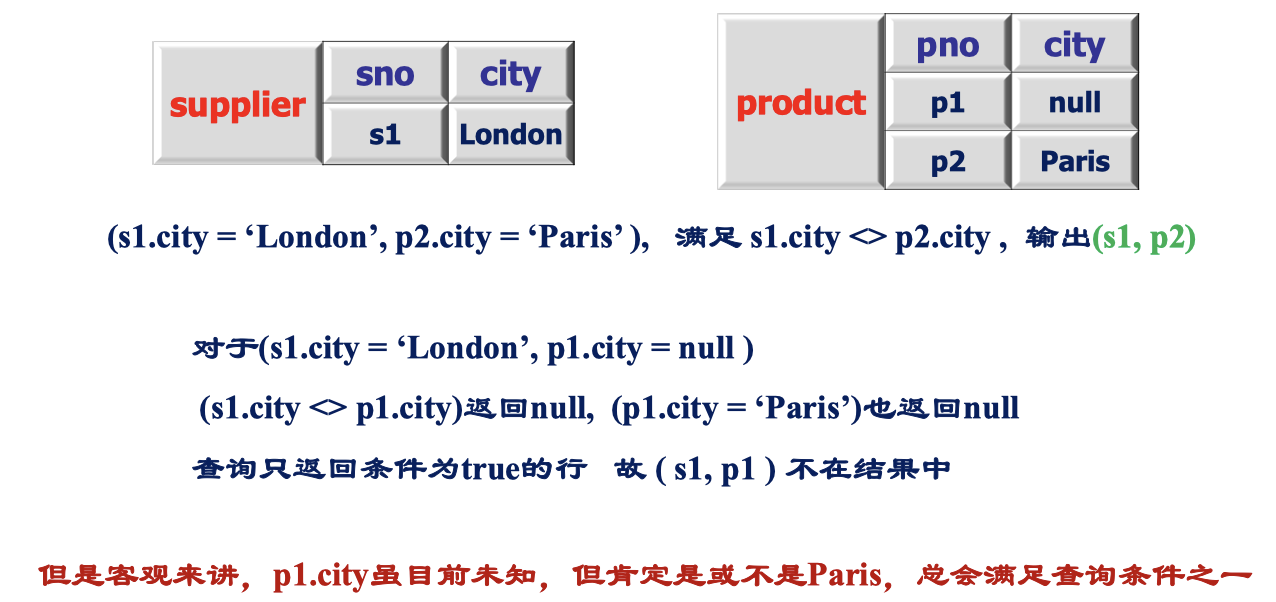 supplier sno city
s1 London
product pno city
p1 null
p2 Paris
(s1.city = ‘London’, p2.city = ‘Paris’ ), 满足 s1.city <> p2.city , 输出(s1, p2)
对于(s1.city = ‘London’, p1.city = null )
(s1.city <> p1.city)返回null, (p1.city = ‘Paris’)也返回null
查询只返回条件为true的行 故 ( s1, p1 ) 不在结果中
但是客观来讲，p1.city虽目前未知，但肯定是或不是Paris，总会满足查询条件之一